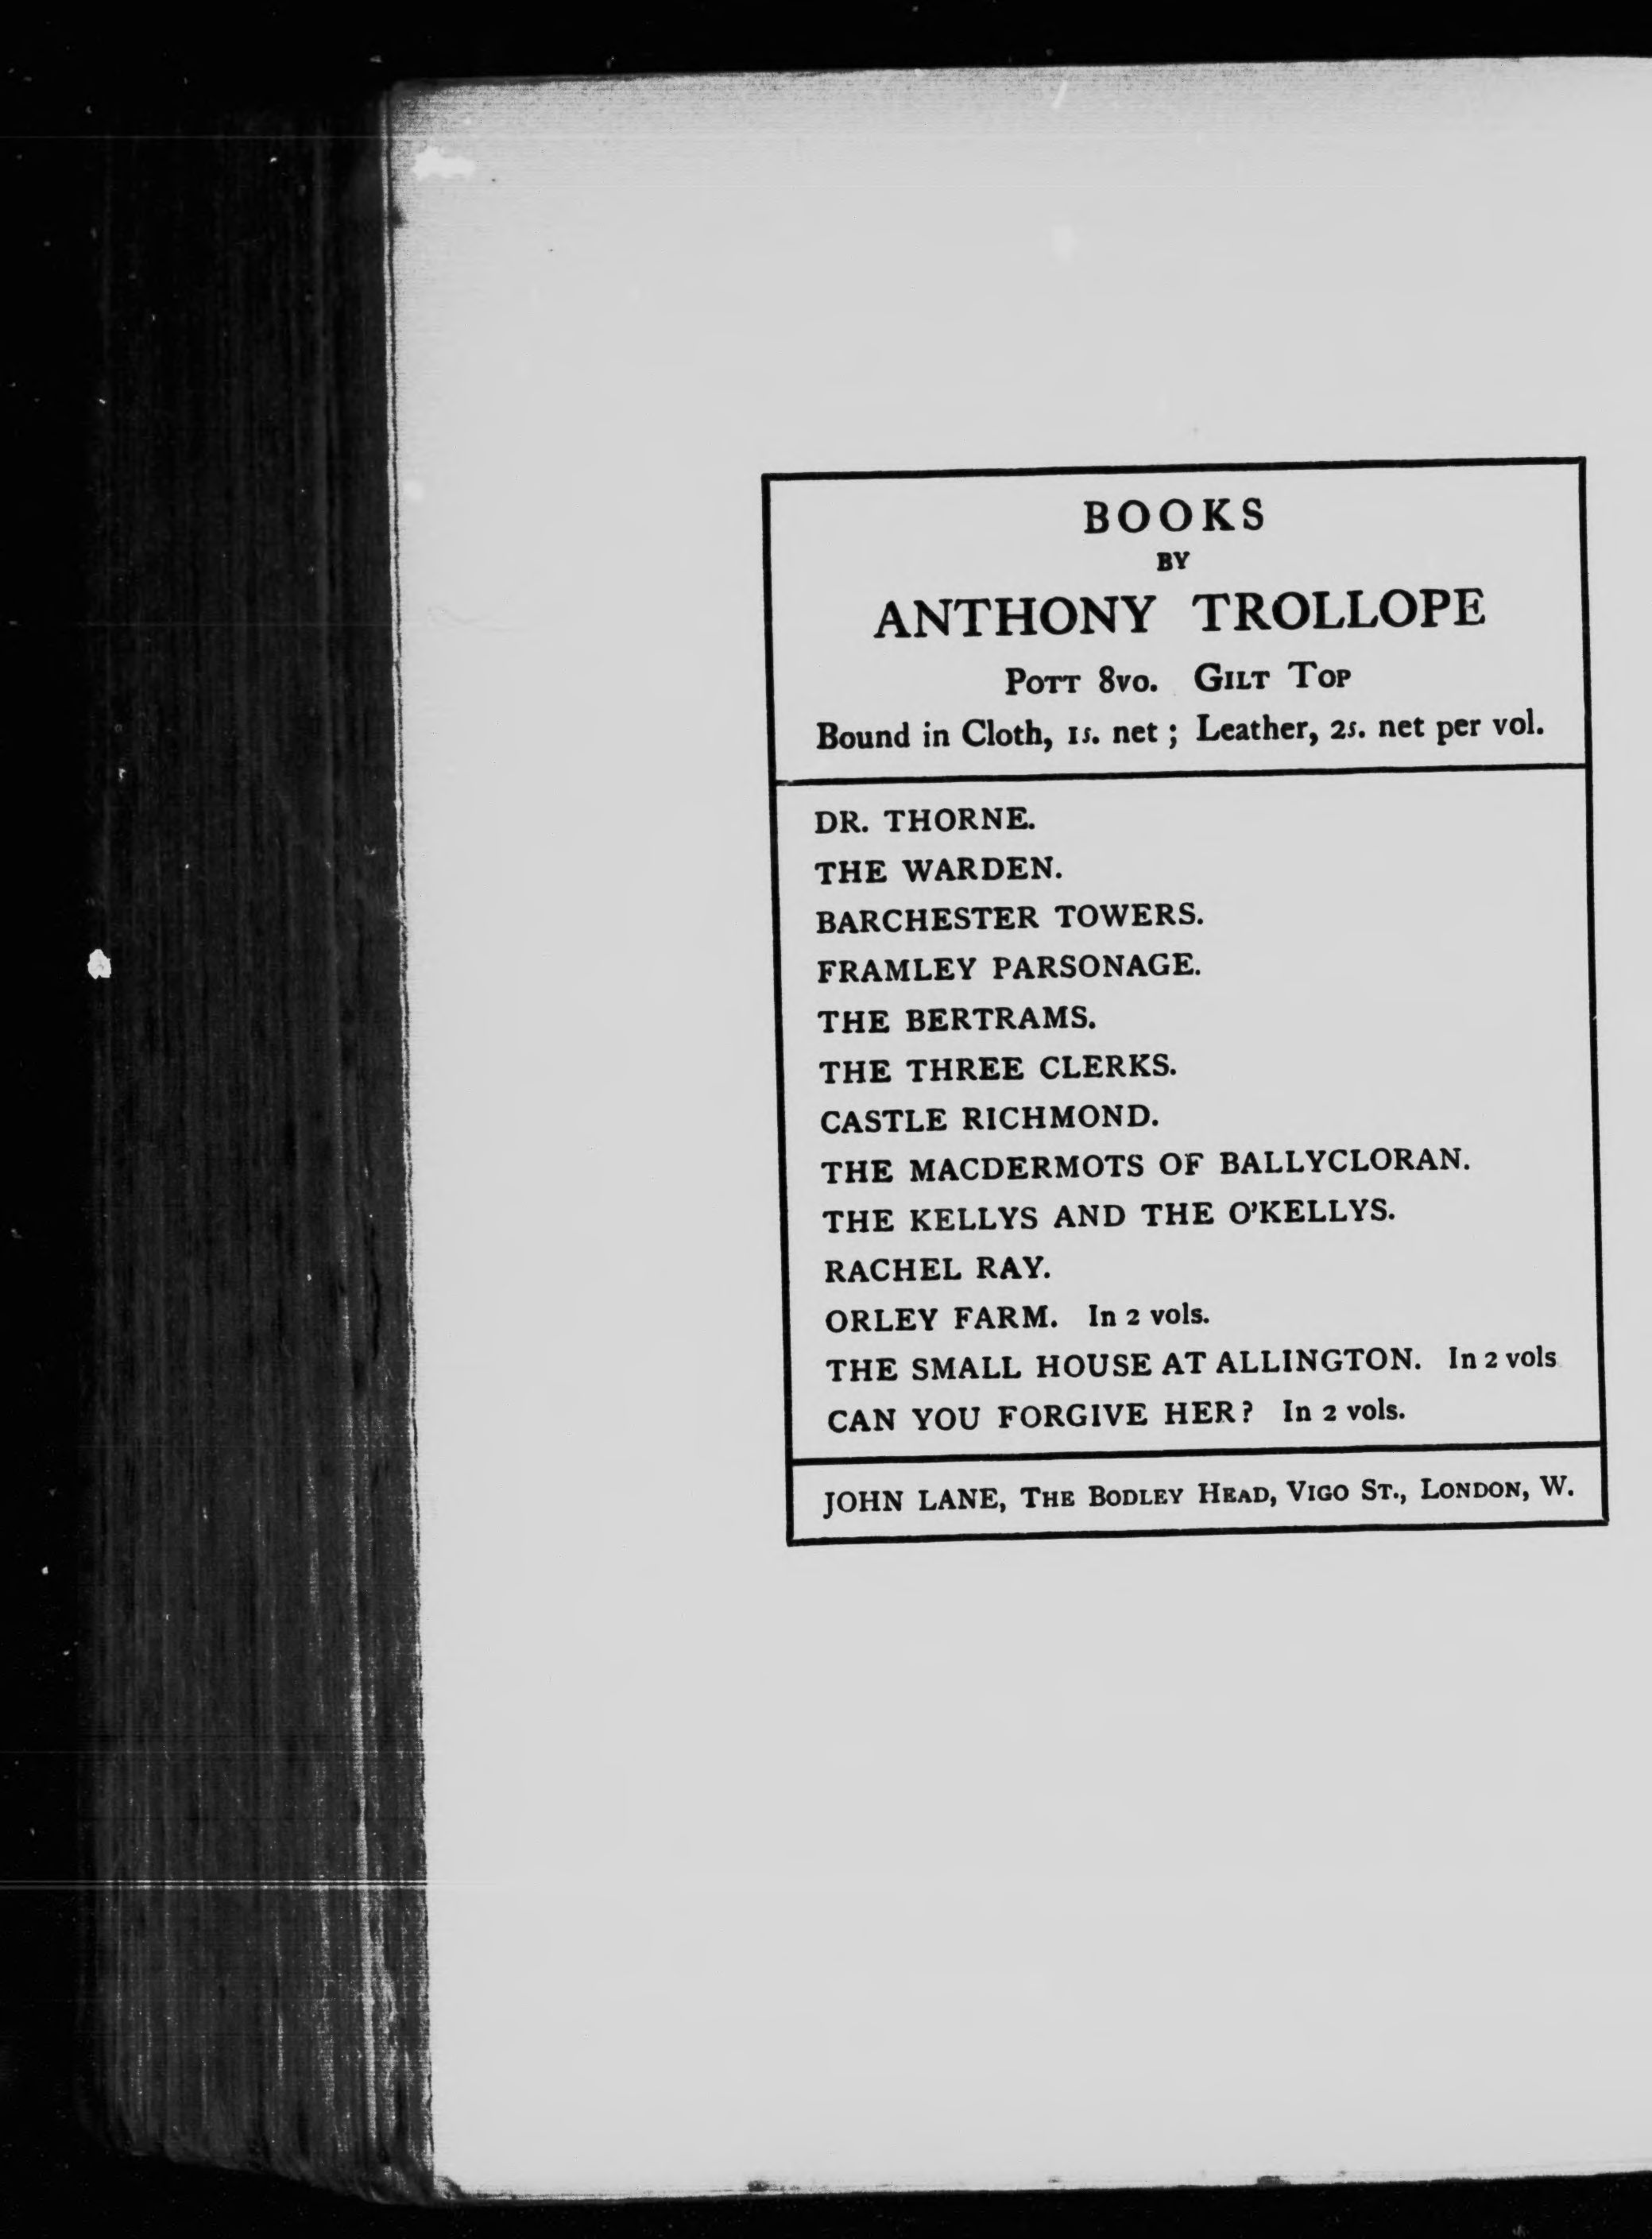 BOOKS
BY
ANTHONY TROLLOPE
POTT 8VO. GILT TOP
Bound in Cloth, 1s. net ; Leather, 2s. net per vol.
DR. THORNE.
THE WARDEN.
BARCHESTER TOWERS.
FRAMLEY PARSONAGE.
THE BERTRAMS.
THE THREE CLERKS.
CASTLE RICHMOND.
THE MACDERMOTS OF BALLYCLORAN.
THE KELLYS AND THE O'KELLYS.
RACHEL RAY.
ORLEY FARM. In 2 vols.
THE SMALL HOUSE AT ALLINGTON. In 2 vols
CAN YOU FORGIVE HER? In 2 vols.
JOHN LANE, THE BODLEY HEAD, VIGO ST., LONDON, W.